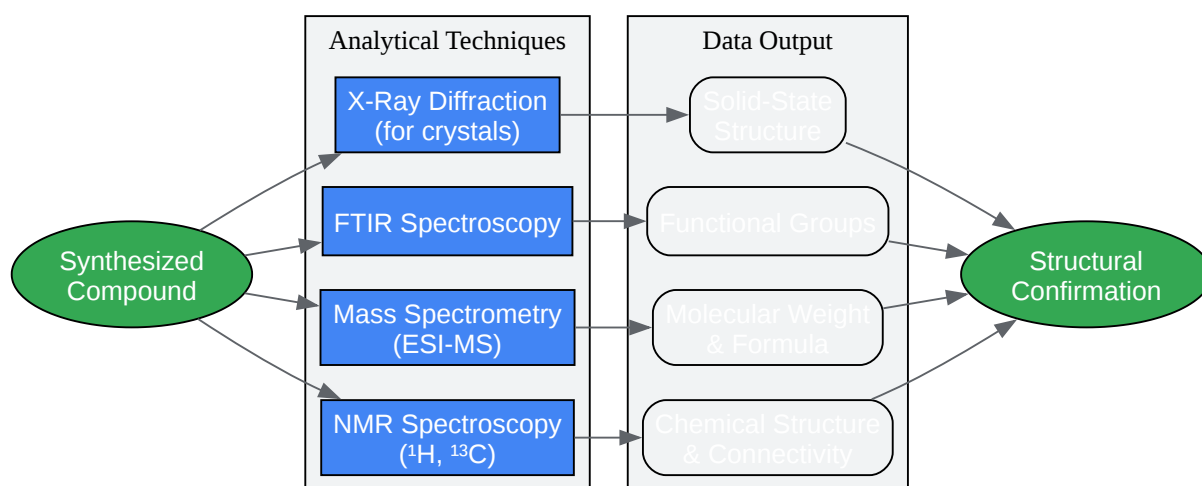 Analytical Techniques
Data Output
X-Ray Diffraction
(for crystals)
Solid-State
Structure
FTIR Spectroscopy
Functional Groups
Synthesized
Compound
Structural
Confirmation
Mass Spectrometry
(ESI-MS)
Molecular Weight
& Formula
NMR Spectroscopy
(¹H, ¹³C)
Chemical Structure
& Connectivity